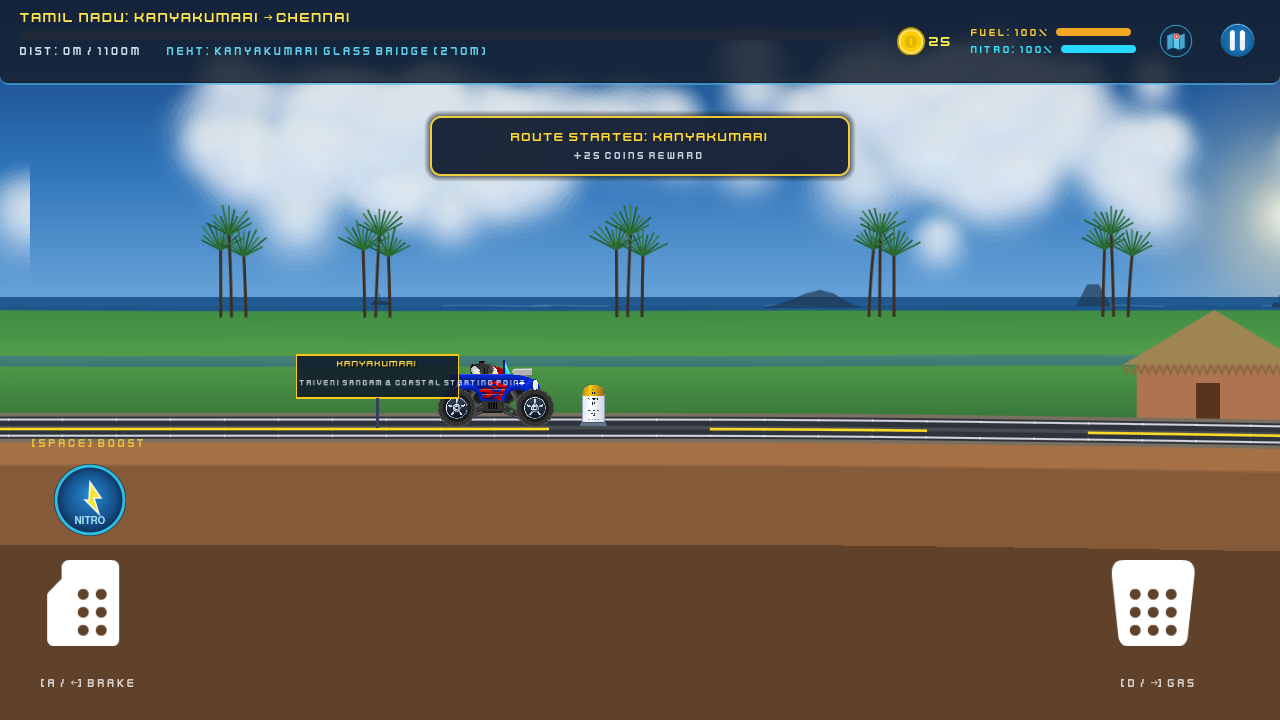 TAMIL NADU: KANYAKUMARI → CHENNAI
DIST: 0M / 1100M
NEXT: KANYAKUMARI GLASS BRIDGE (270M)
25
FUEL: 100%
NITRO: 100%
ROUTE STARTED: KANYAKUMARI
+25 COINS REWARD
KANYAKUMARI
TRIVENI SANGAM & COASTAL STARTING POINT
[SPACE] BOOST
NITRO
[A / ←] BRAKE
[D / →] GAS